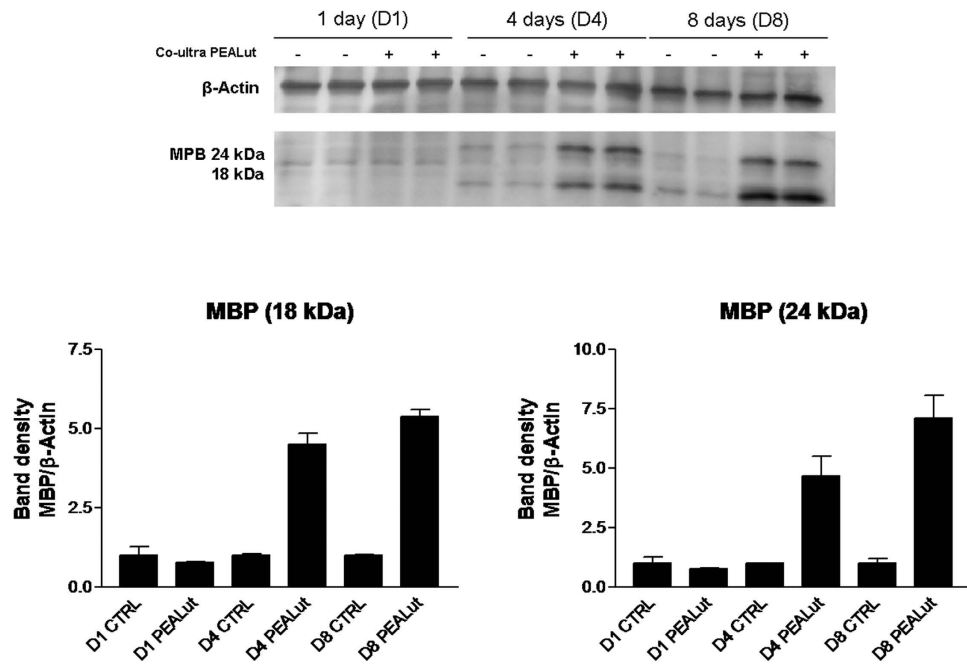 1 day (D1) 4 days (D4) 8 days (D8)
Co-ultra PEALut - - + + - - + + - - + +
β-Actin
MPB 24 kDa
18 kDa
MBP (18 kDa)
Band density
MBP/β-Actin
7.5
5.0
2.5
0.0
D1 CTRL
D1 PEALut
D4 CTRL
D4 PEALut
D8 CTRL
D8 PEALut
MBP (24 kDa)
Band density
MBP/β-Actin
10.0
7.5
5.0
2.5
0.0
D1 CTRL
D1 PEALut
D4 CTRL
D4 PEALut
D8 CTRL
D8 PEALut